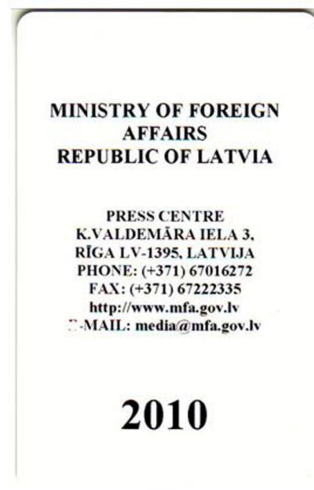 MINISTRY OF FOREIGN
AFFAIRS
REPUBLIC OF LATVIA
PRESS CENTRE
K.VALDEMĀRA IELA 3,
RĪGA LV-1395, LATVIJA
PHONE: (+371) 67016272
FAX: (+371) 67222335
http://www.mfa.gov.lv
E-MAIL: media@mfa.gov.lv
2010